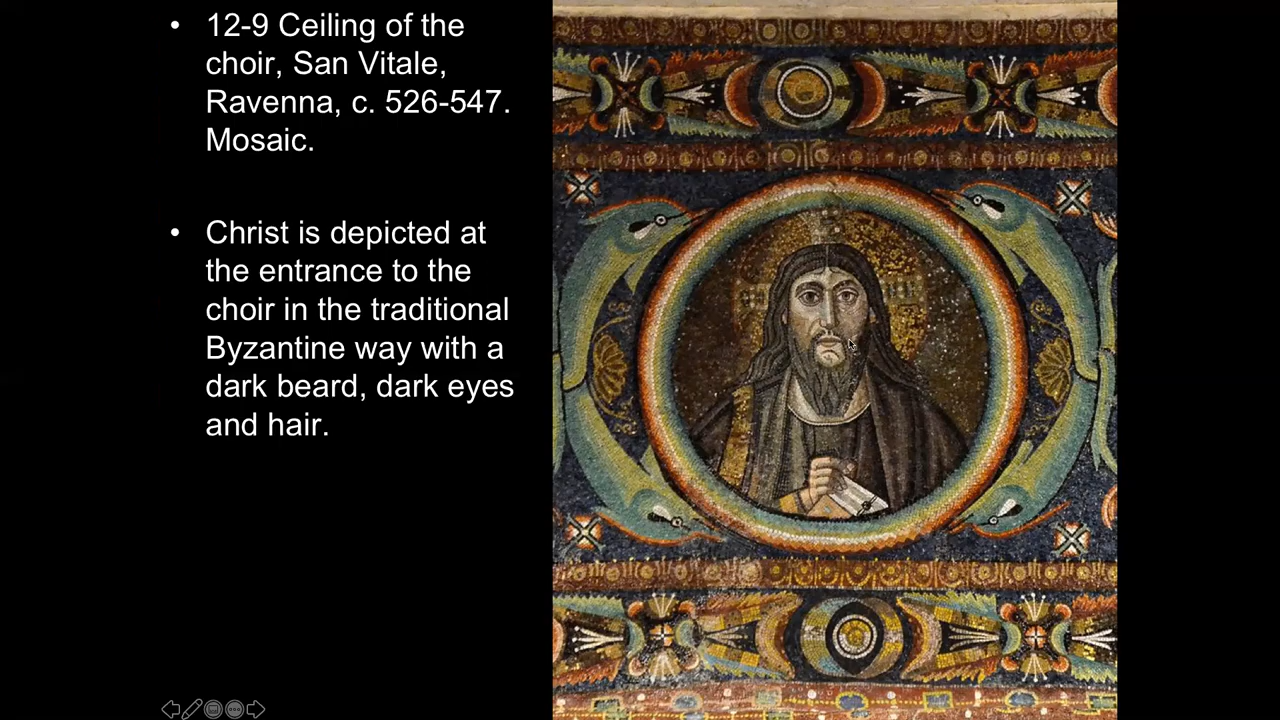 • 12-9 Ceiling of the
choir, San Vitale,
Ravenna, c. 526-547.
Mosaic.
• Christ is depicted at
the entrance to the
choir in the traditional
Byzantine way with a
dark beard, dark eyes
and hair.